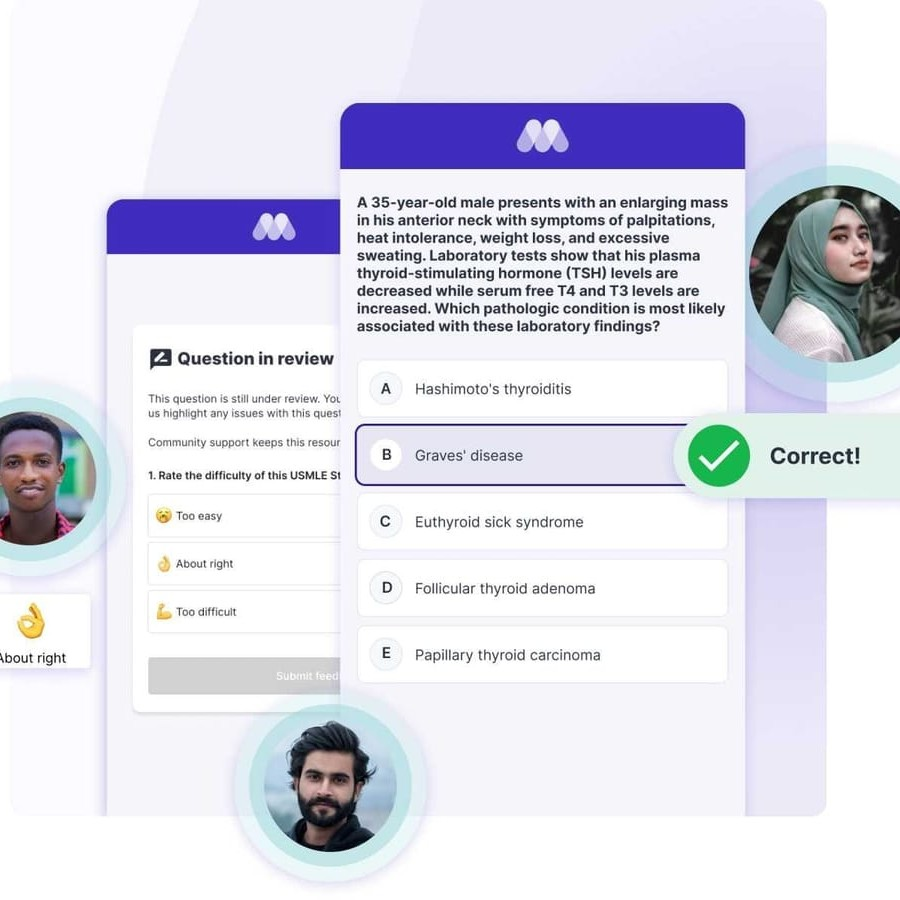 A 35-year-old male presents with an enlarging mass
in his anterior neck with symptoms of palpitations,
heat intolerance, weight loss, and excessive
sweating. Laboratory tests show that his plasma
thyroid-stimulating hormone (TSH) levels are
decreased while serum free T4 and T3 levels are
increased. Which pathologic condition is most likely
associated with these laboratory findings?
A Hashimoto's thyroiditis
B Graves' disease
Correct!
C Euthyroid sick syndrome
D Follicular thyroid adenoma
E Papillary thyroid carcinoma
Question in review
This question is still under review. You
us highlight any issues with this quest
Community support keeps this resour
1. Rate the difficulty of this USMLE St
Too easy
About right
Too difficult
Submit feed
About right